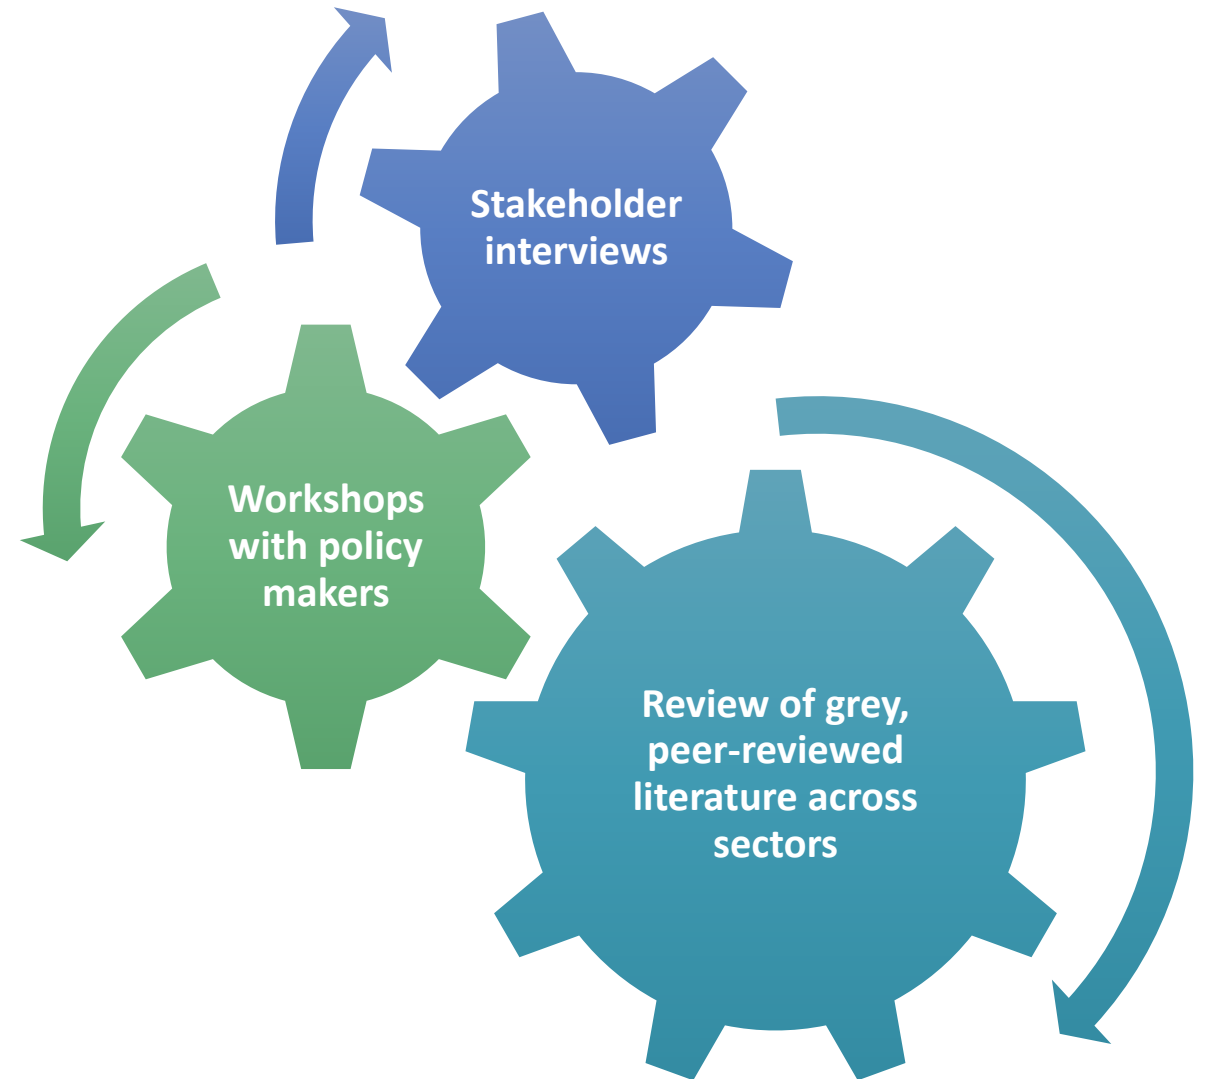 Stakeholder
interviews
Workshops
with policy
makers
Review of grey,
peer-reviewed
literature across
sectors